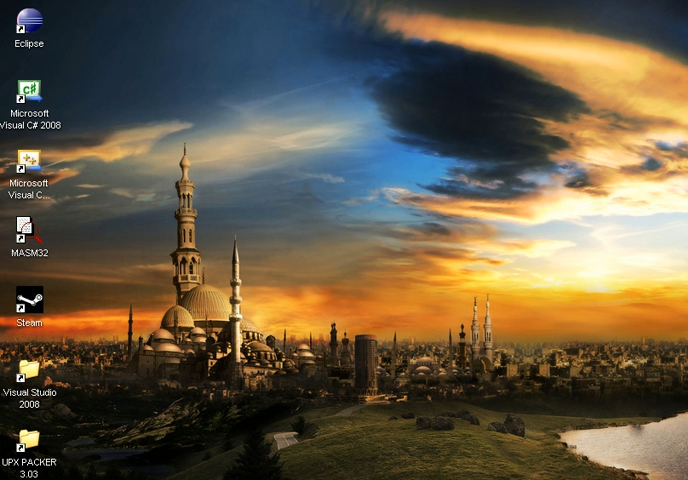 Eclipse
Microsoft
Visual C# 2008
Microsoft
Visual C...
MASM32
Steam
Visual Studio
2008
UPX PACKER
3.03